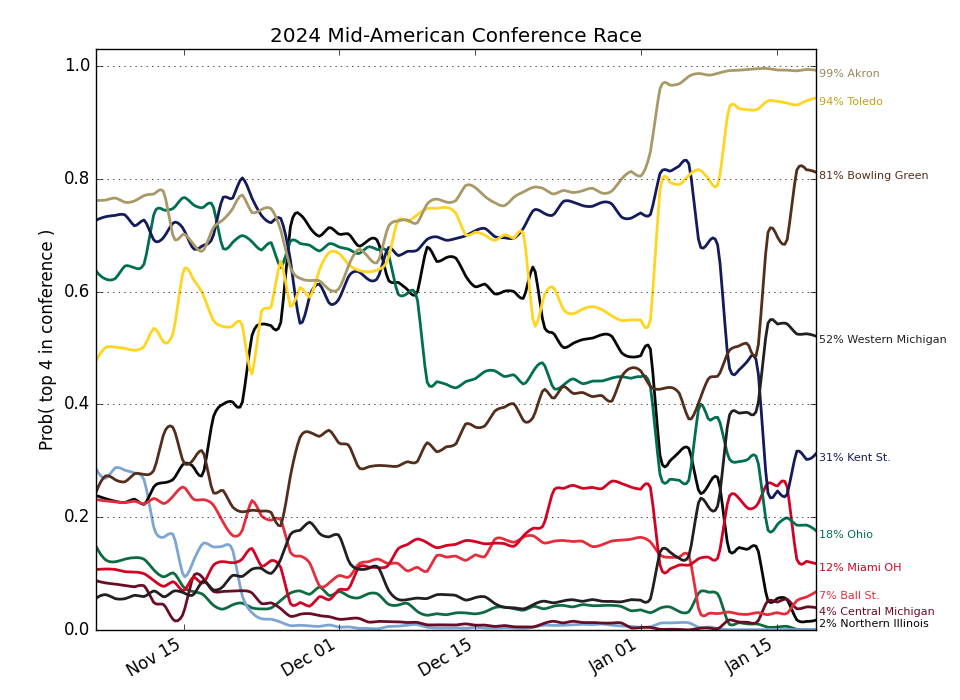 2024 Mid-American Conference Race
Prob( top 4 in conference )
1.0
0.8
0.6
0.4
0.2
0.0
Nov 15
Dec 01
Dec 15
Jan 01
Jan 15
99% Akron
94% Toledo
81% Bowling Green
52% Western Michigan
31% Kent St.
18% Ohio
12% Miami OH
7% Ball St.
4% Central Michigan
2% Northern Illinois